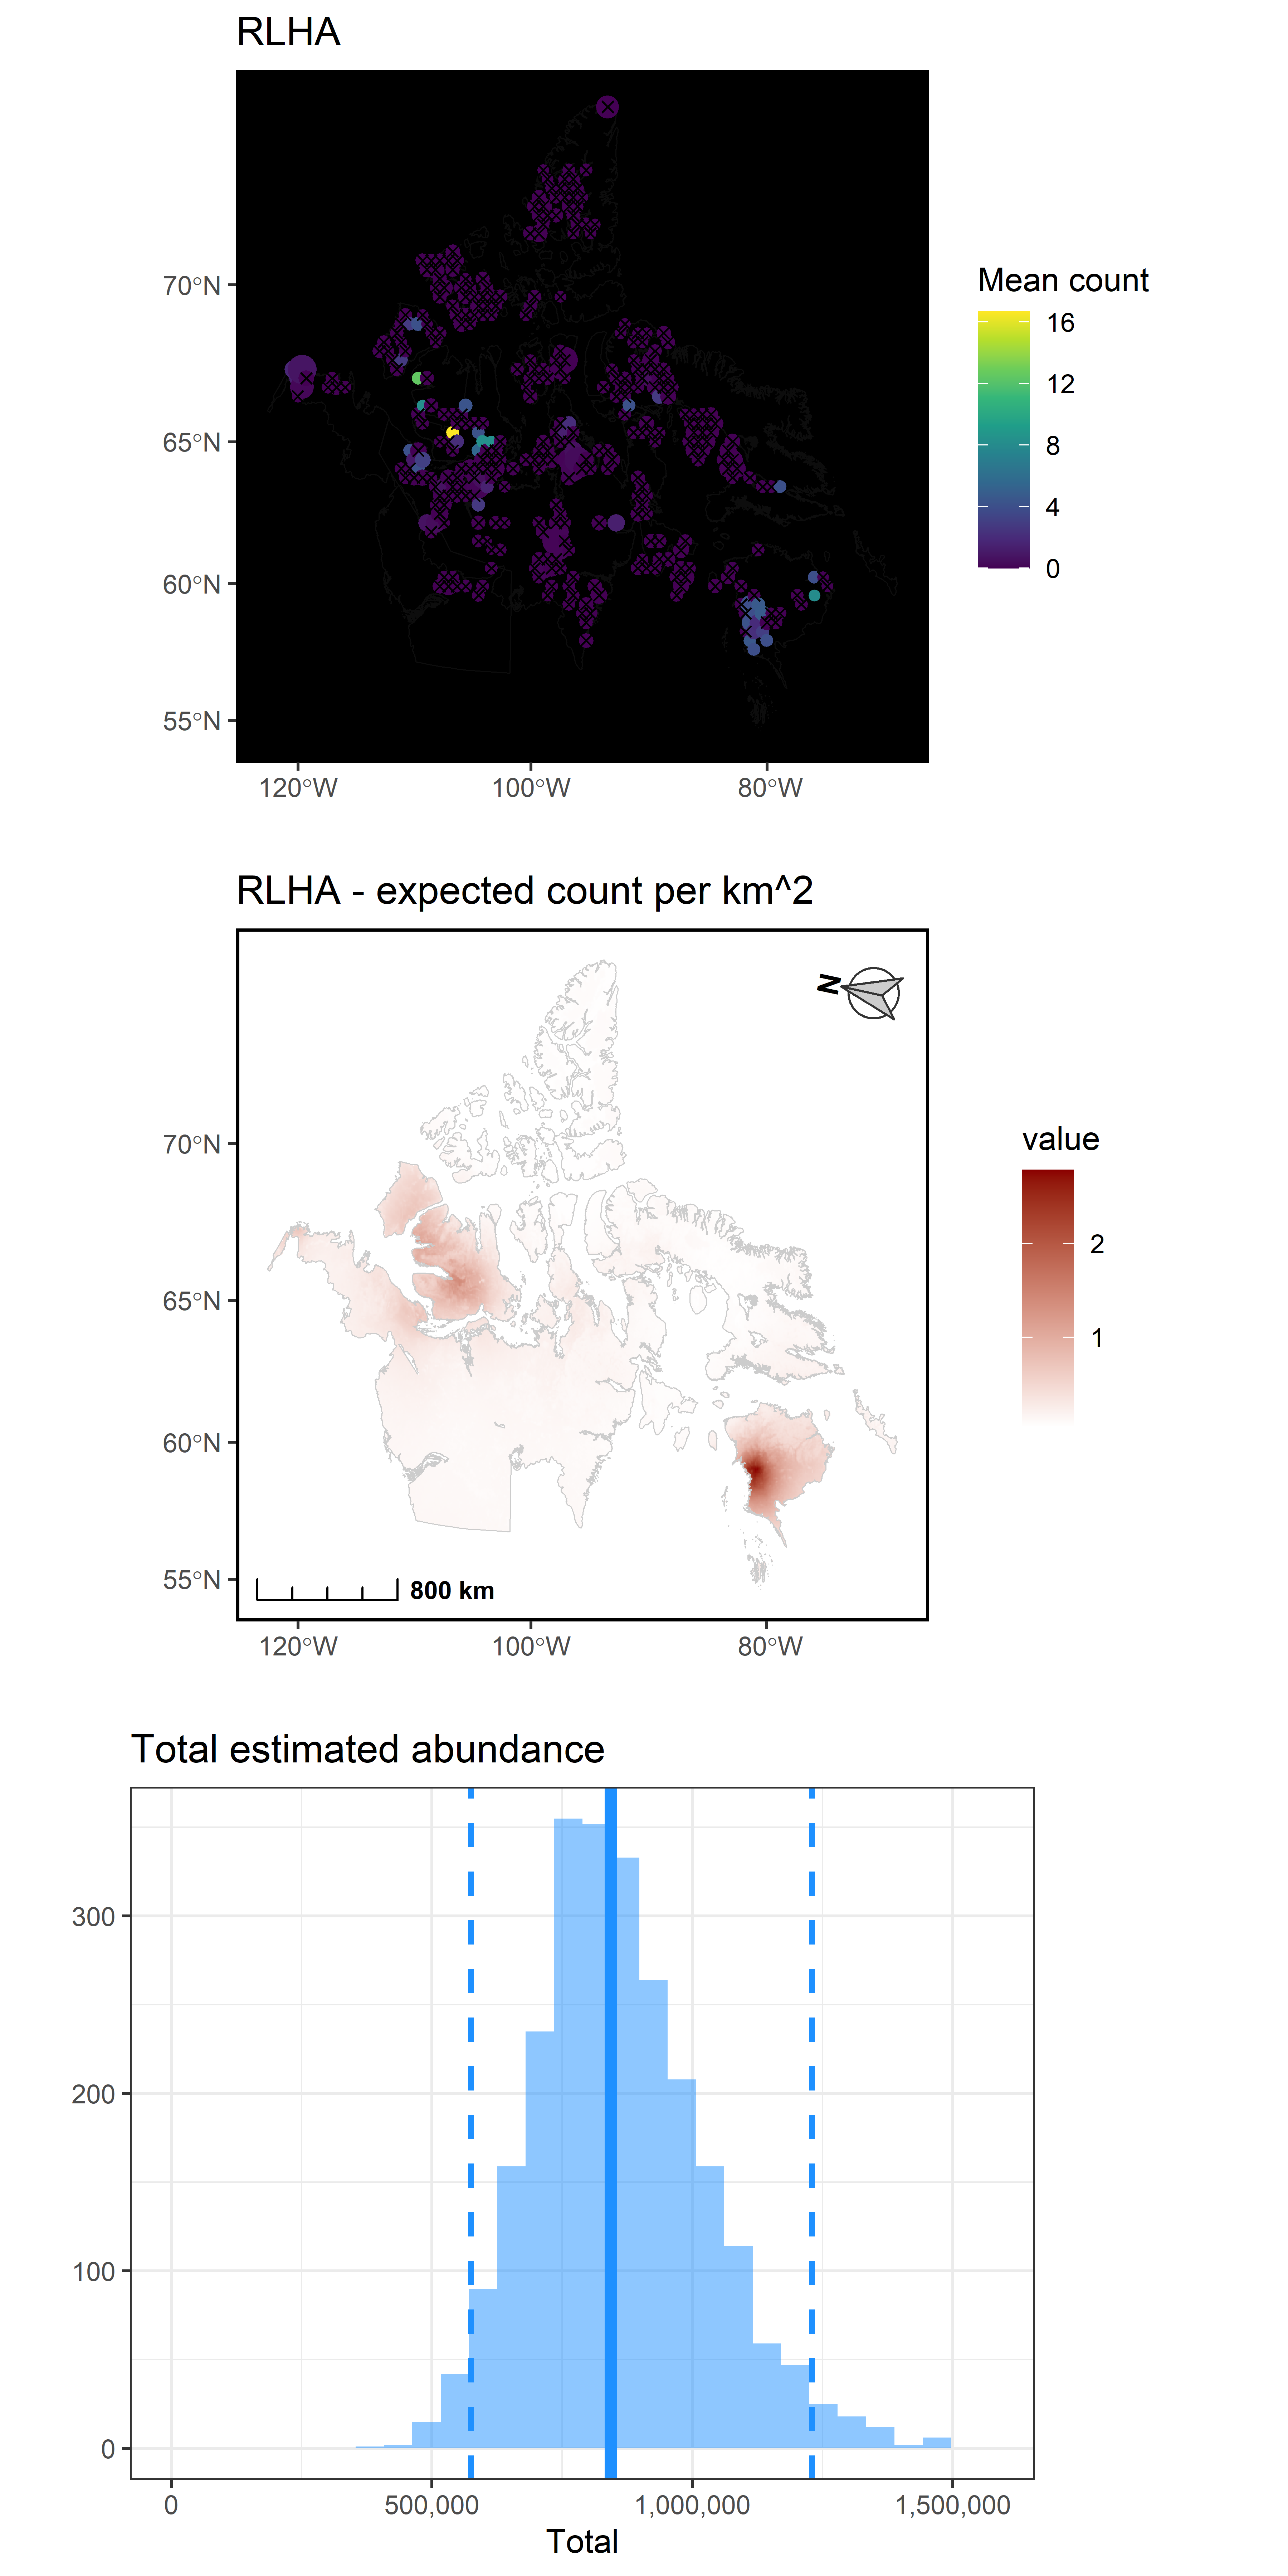 RLHA
70°N
65°N
60°N
55°N
120°W 100°W 80°W
Mean count
16
12
8
4
0
RLHA - expected count per km^2
N
70°N
65°N
60°N
55°N
800 km
120°W 100°W 80°W
value
2
1
Total estimated abundance
300
200
100
0
0 500,000 1,000,000 1,500,000
Total